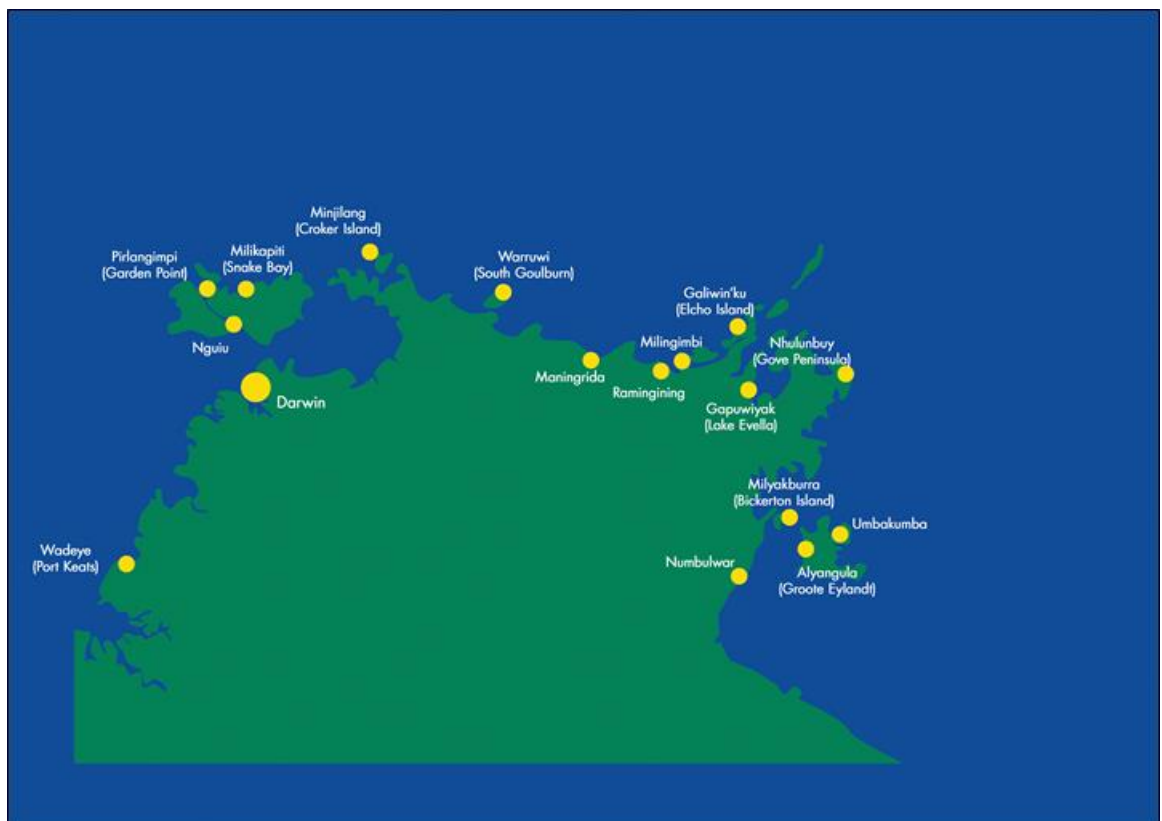 Minjilang
(Croker Island)
Pirlangimpi
(Garden Point)
Milikapiti
(Snake Bay)
Warruwi
(South Goulburn)
Galiwin'ku
(Elcho Island)
Nguiu
Milingimbi
Nhulunbuy
(Gove Peninsula)
Maningrida
Ramingining
Darwin
Gapuwiyak
(Lake Evella)
Milyakburra
(Bickerton Island)
Umbakumba
Wadeye
(Port Keats)
Numbulwar
Alyangula
(Groote Eylandt)